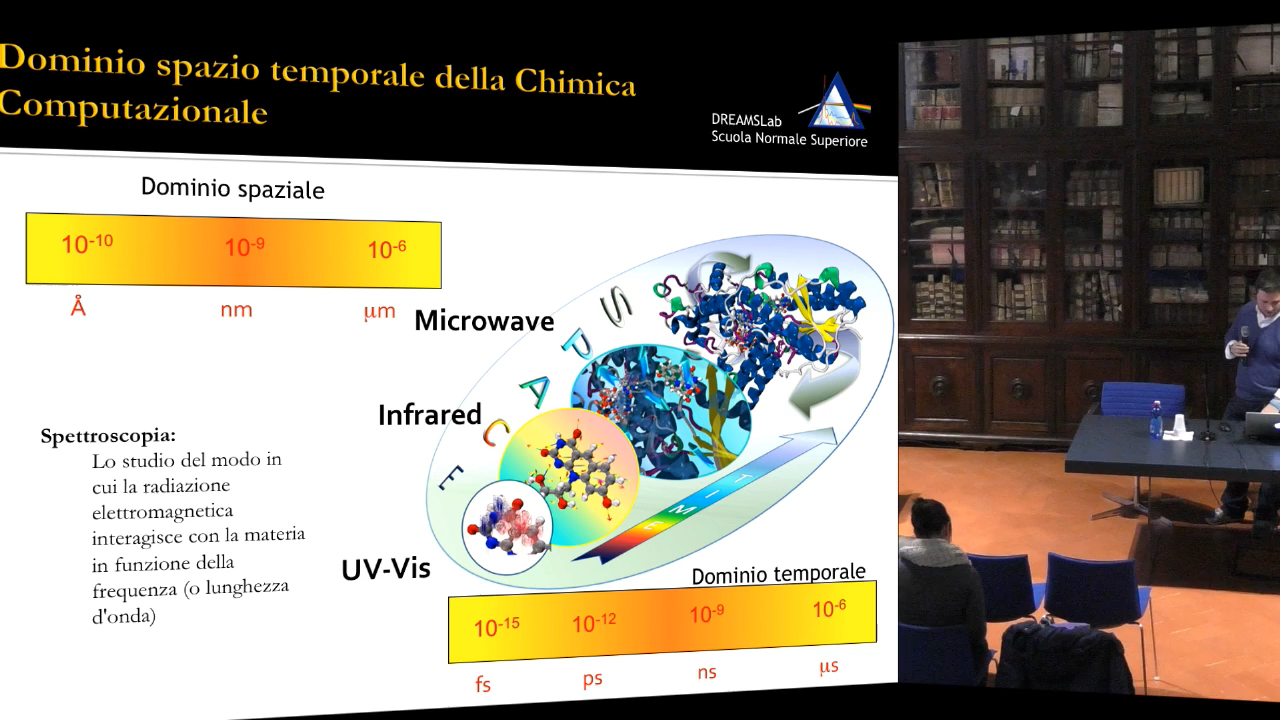 Dominio spazio temporale della Chimica
Computazionale
DREAMSLab
Scuola Normale Superiore
Dominio spaziale
10⁻¹⁰ 10⁻⁹ 10⁻⁶
Å nm μm
Microwave
Infrared
UV-Vis
SPACE
TIME
Spettroscopia:
Lo studio del modo in
cui la radiazione
elettromagnetica
interagisce con la materia
in funzione della
frequenza (o lunghezza
d'onda)
Dominio temporale
10⁻¹⁵ 10⁻¹² 10⁻⁹ 10⁻⁶
fs ps ns μs